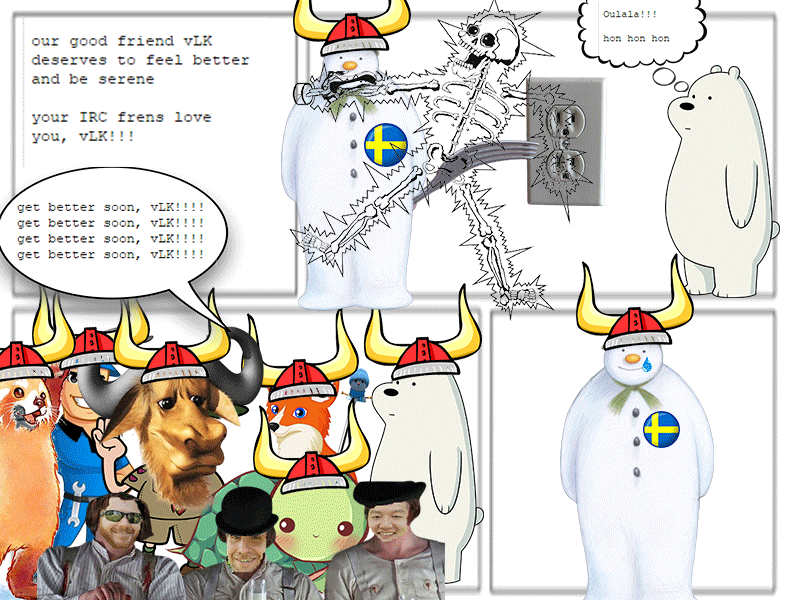 our good friend vLK
deserves to feel better
and be serene
your IRC frens love
you, vLK!!!
Oulala!!!
hon hon hon
get better soon, vLK!!!!
get better soon, vLK!!!!
get better soon, vLK!!!!
get better soon, vLK!!!!